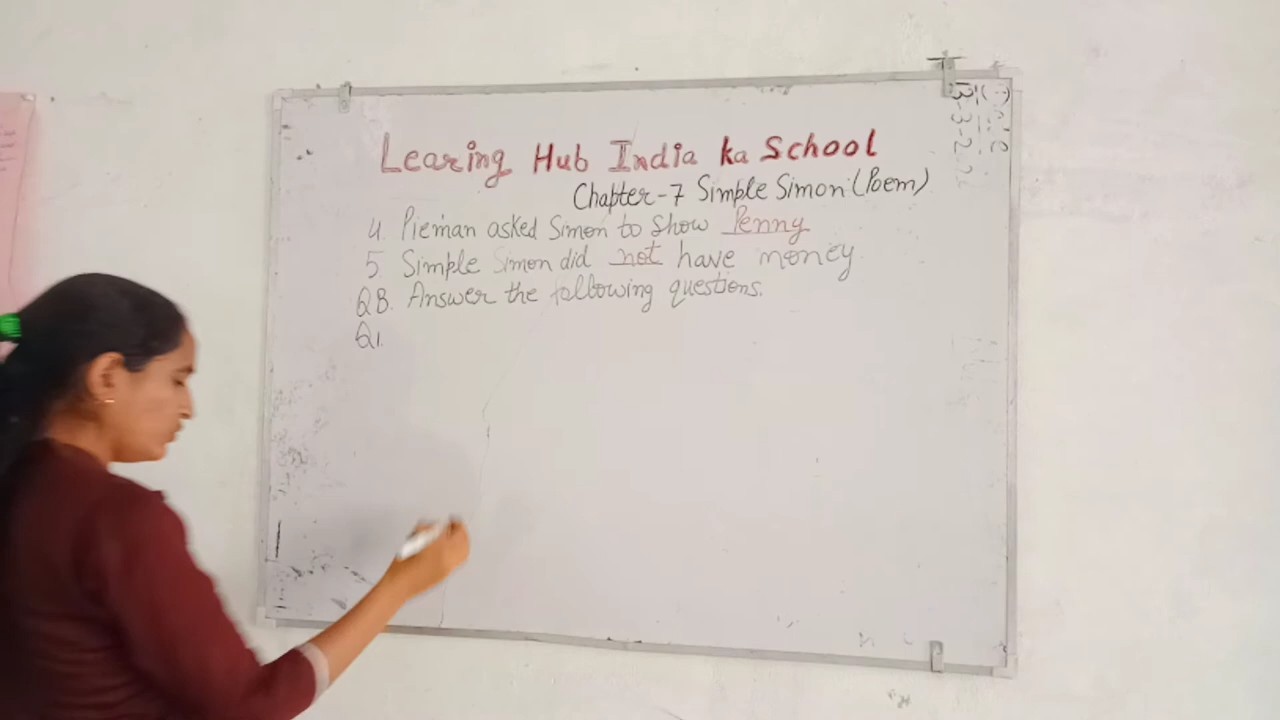 Learing Hub India ka School
Chapter-7 Simple Simon (Poem)
4. Pieman asked Simon to show Penny
5. Simple Simon did not have money.
QB. Answer the following questions.
Q1.